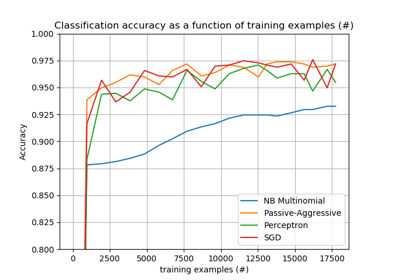 Classification accuracy as a function of training examples (#)
1.000
0.975
0.950
0.925
0.900
0.875
0.850
0.825
0.800
Accuracy
NB Multinomial
Passive-Aggressive
Perceptron
SGD
0 2500 5000 7500 10000 12500 15000 17500
training examples (#)